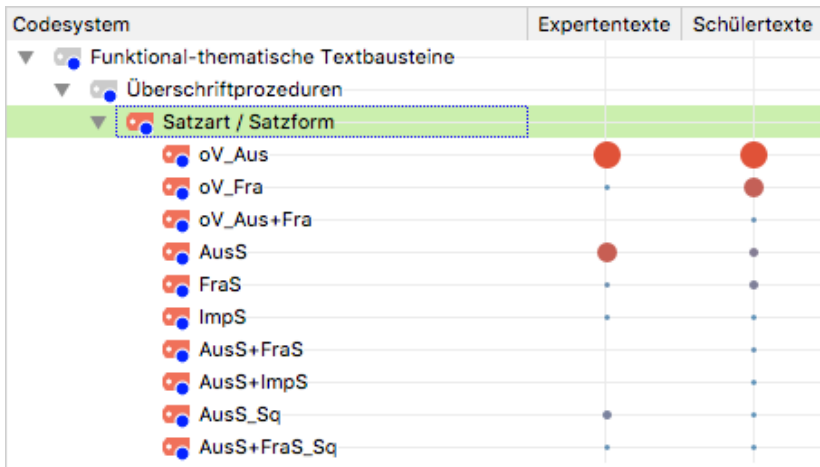 Codesystem Expertentexte Schülertexte
Funktional-thematische Textbausteine
Überschriftprozeduren
Satzart / Satzform
oV_Aus
oV_Fra
oV_Aus+Fra
AusS
FraS
ImpS
AusS+FraS
AusS+ImpS
AusS_Sq
AusS+FraS_Sq